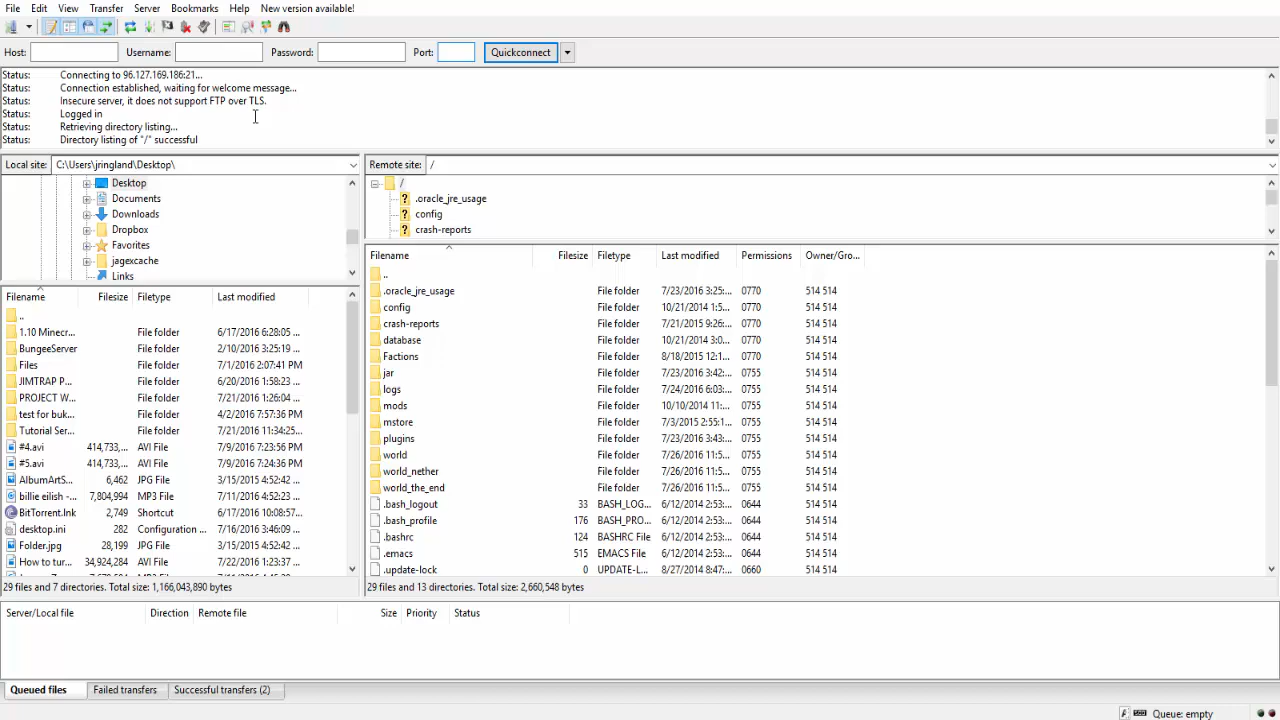 File Edit View Transfer Server Bookmarks Help New version available!
Host: Username: Password: Port: Quickconnect
Status: Connecting to 96.127.169.186:21...
Status: Connection established, waiting for welcome message...
Status: Insecure server, it does not support FTP over TLS.
Status: Logged in
Status: Retrieving directory listing...
Status: Directory listing of "/" successful
Local site: C:\Users\jringland\Desktop\
Desktop
Documents
Downloads
Dropbox
Favorites
jagexcache
Links
Filename Filesize Filetype Last modified
..
1.10 Minecr... File folder 6/17/2016 6:28:05 ...
BungeeServer File folder 2/10/2016 3:25:19 ...
Files File folder 7/1/2016 2:07:41 PM
JIMTRAP P... File folder 6/20/2016 1:58:23 ...
PROJECT W... File folder 7/21/2016 1:26:04 ...
test for buk... File folder 4/2/2016 7:57:36 PM
Tutorial Ser... File folder 7/21/2016 11:34:25...
#4.avi 414,733,... AVI File 7/9/2016 7:23:56 PM
#5.avi 414,733,... AVI File 7/9/2016 7:24:36 PM
AlbumArtS... 6,462 JPG File 3/15/2015 4:52:42 ...
billie eilish -... 7,804,994 MP3 File 7/11/2016 4:52:23 ...
BitTorrent.lnk 2,749 Shortcut 6/17/2016 10:08:57...
desktop.ini 282 Configuration ... 7/16/2016 3:46:09 ...
Folder.jpg 28,199 JPG File 3/15/2015 4:52:42 ...
How to tur... 34,924,284 AVI File 7/22/2016 1:23:37 ...
29 files and 7 directories. Total size: 1,166,043,890 bytes
Remote site: /
/
.oracle_jre_usage
config
crash-reports
Filename Filesize Filetype Last modified Permissions Owner/Gro...
..
.oracle_jre_usage File folder 7/23/2016 3:25:... 0770 514 514
config File folder 10/21/2014 1:5... 0770 514 514
crash-reports File folder 7/21/2015 9:26:... 0770 514 514
database File folder 10/21/2014 3:0... 0770 514 514
Factions File folder 8/18/2015 12:1... 0770 514 514
jar File folder 7/23/2016 3:42:... 0755 514 514
logs File folder 7/24/2016 6:03:... 0755 514 514
mods File folder 10/10/2014 11:... 0755 514 514
mstore File folder 7/3/2015 2:55:1... 0755 514 514
plugins File folder 7/23/2016 3:43:... 0755 514 514
world File folder 7/26/2016 11:5... 0755 514 514
world_nether File folder 7/26/2016 11:5... 0755 514 514
world_the_end File folder 7/26/2016 11:5... 0755 514 514
.bash_logout 33 BASH_LOG... 6/12/2014 2:53:... 0644 514 514
.bash_profile 176 BASH_PRO... 6/12/2014 2:53:... 0644 514 514
.bashrc 124 BASHRC File 6/12/2014 2:53:... 0644 514 514
.emacs 515 EMACS File 6/12/2014 2:53:... 0644 514 514
.update-lock 0 UPDATE-L... 8/27/2014 8:47:... 0660 514 514
29 files and 13 directories. Total size: 2,660,548 bytes
Server/Local file Direction Remote file Size Priority Status
Queued files Failed transfers Successful transfers (2)
Queue: empty